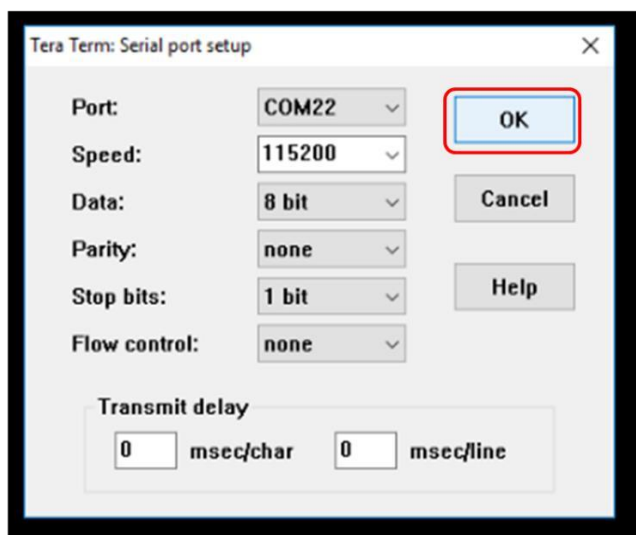 Tera Term: Serial port setup
Port: COM22 OK
Speed: 115200
Data: 8 bit Cancel
Parity: none
Stop bits: 1 bit Help
Flow control: none
Transmit delay
0 msec/char 0 msec/line